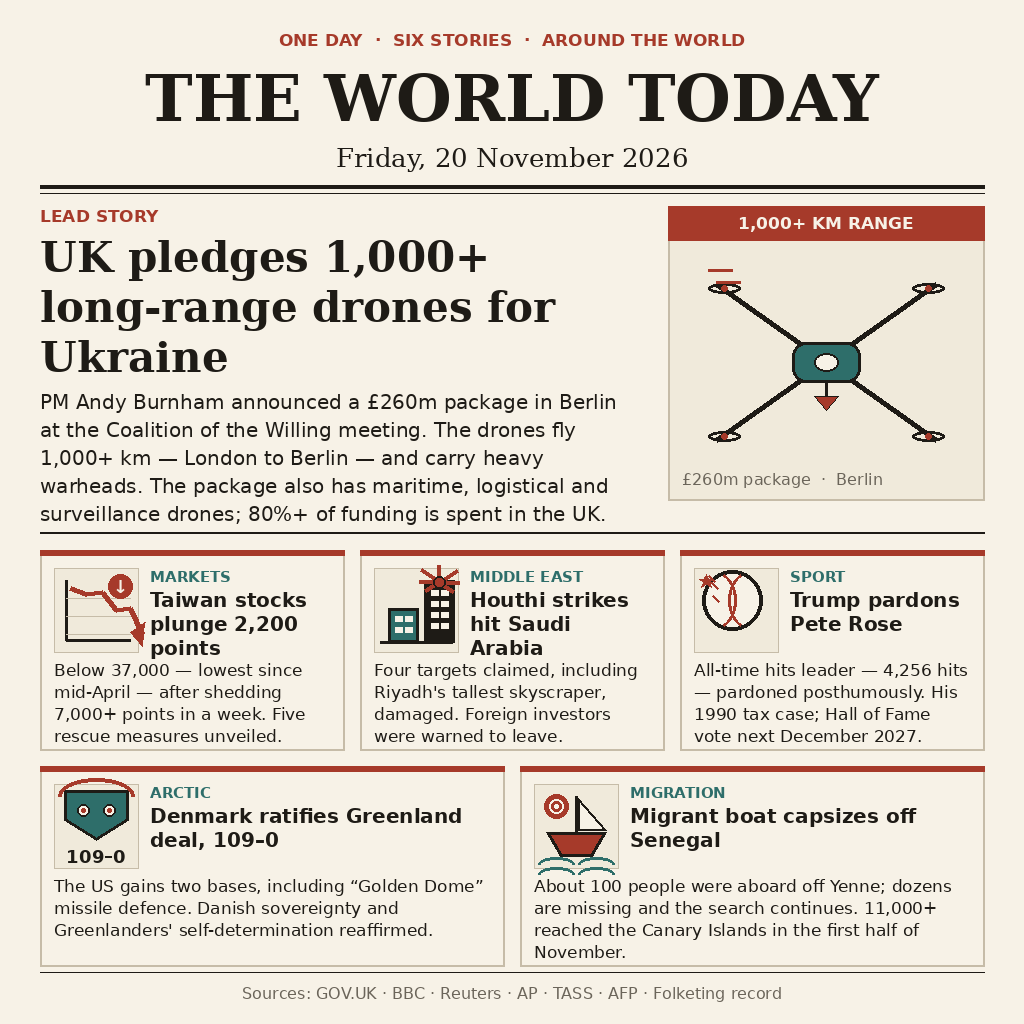 ONE DAY · SIX STORIES · AROUND THE WORLD
THE WORLD TODAY
Friday, 20 November 2026
LEAD STORY
UK pledges 1,000+
long-range drones for
Ukraine
PM Andy Burnham announced a £260m package in Berlin
at the Coalition of the Willing meeting. The drones fly
1,000+ km — London to Berlin — and carry heavy
warheads. The package also has maritime, logistical and
surveillance drones; 80%+ of funding is spent in the UK.
1,000+ KM RANGE
£260m package · Berlin
MARKETS
Taiwan stocks
plunge 2,200
points
Below 37,000 — lowest since
mid-April — after shedding
7,000+ points in a week. Five
rescue measures unveiled.
MIDDLE EAST
Houthi strikes
hit Saudi
Arabia
Four targets claimed, including
Riyadh's tallest skyscraper,
damaged. Foreign investors
were warned to leave.
SPORT
Trump pardons
Pete Rose
All-time hits leader — 4,256 hits
— pardoned posthumously. His
1990 tax case; Hall of Fame
vote next December 2027.
ARCTIC
Denmark ratifies Greenland
deal, 109–0
109–0
The US gains two bases, including “Golden Dome”
missile defence. Danish sovereignty and
Greenlanders' self-determination reaffirmed.
MIGRATION
Migrant boat capsizes off
Senegal
About 100 people were aboard off Yenne; dozens
are missing and the search continues. 11,000+
reached the Canary Islands in the first half of
November.
Sources: GOV.UK · BBC · Reuters · AP · TASS · AFP · Folketing record